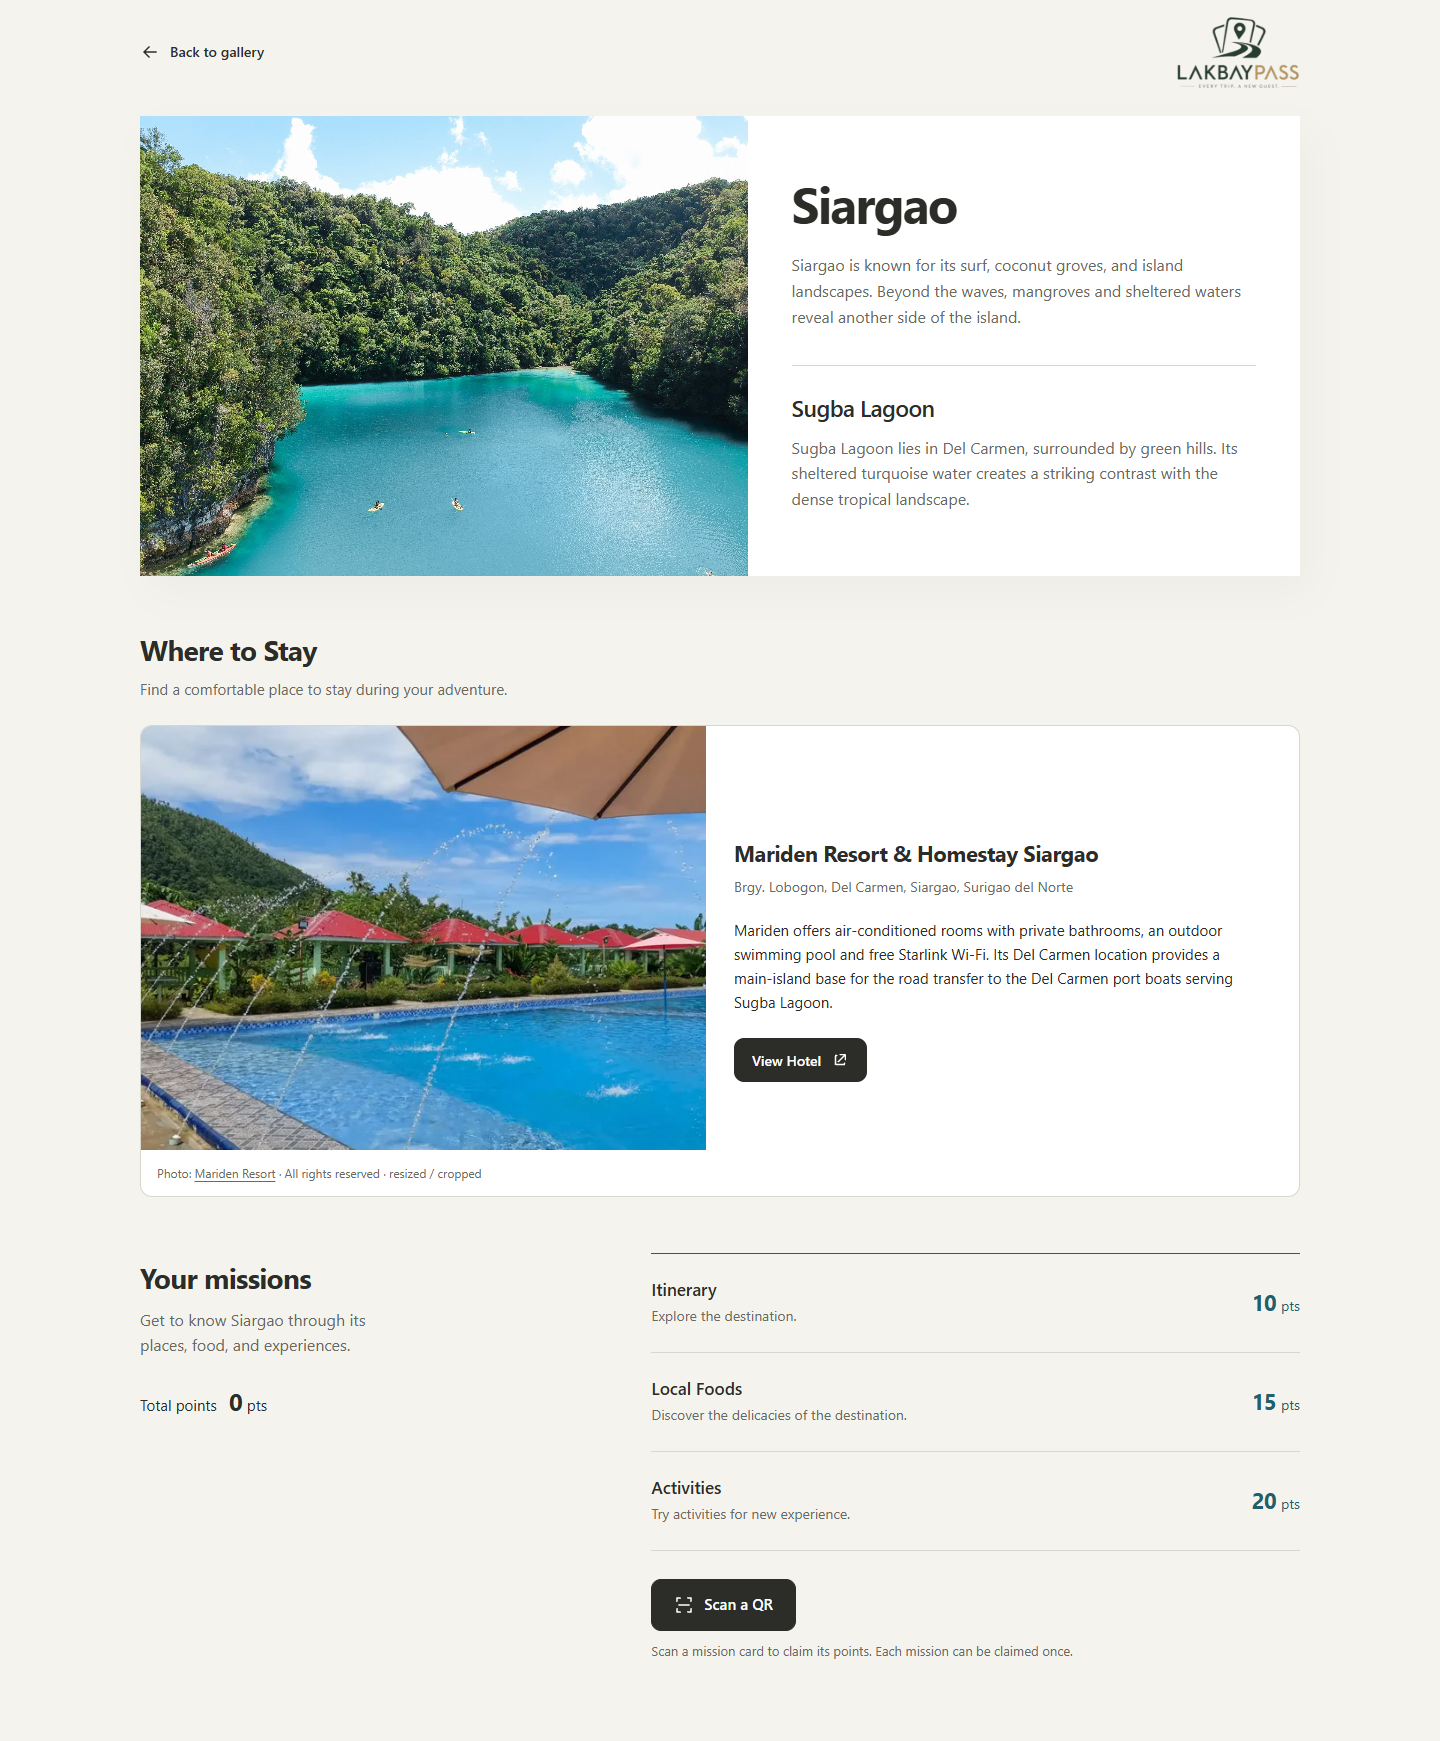 Back to gallery
LAKBAYPASS
EVERY TRIP. A NEW QUEST.
Siargao
Siargao is known for its surf, coconut groves, and island
landscapes. Beyond the waves, mangroves and sheltered waters
reveal another side of the island.
Sugba Lagoon
Sugba Lagoon lies in Del Carmen, surrounded by green hills. Its
sheltered turquoise water creates a striking contrast with the
dense tropical landscape.
Where to Stay
Find a comfortable place to stay during your adventure.
Mariden Resort & Homestay Siargao
Brgy. Lobogon, Del Carmen, Siargao, Surigao del Norte
Mariden offers air-conditioned rooms with private bathrooms, an outdoor
swimming pool and free Starlink Wi-Fi. Its Del Carmen location provides a
main-island base for the road transfer to the Del Carmen port boats serving
Sugba Lagoon.
View Hotel
Photo: Mariden Resort · All rights reserved · resized / cropped
Your missions
Get to know Siargao through its
places, food, and experiences.
Total points 0 pts
Itinerary
Explore the destination.
10 pts
Local Foods
Discover the delicacies of the destination.
15 pts
Activities
Try activities for new experience.
20 pts
Scan a QR
Scan a mission card to claim its points. Each mission can be claimed once.